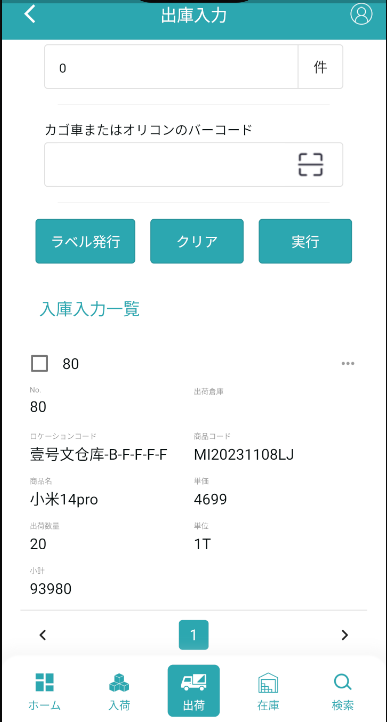 出庫入力
0 件
カゴ車またはオリコンのバーコード
ラベル発行 クリア 実行
入庫入力一覧
80
No. 出荷倉庫
80
ロケーションコード 商品コード
壹号文仓库-B-F-F-F-F MI20231108LJ
商品名 単価
小米14pro 4699
出荷数量 単位
20 1T
小計
93980
1
ホーム 入荷 出荷 在庫 検索